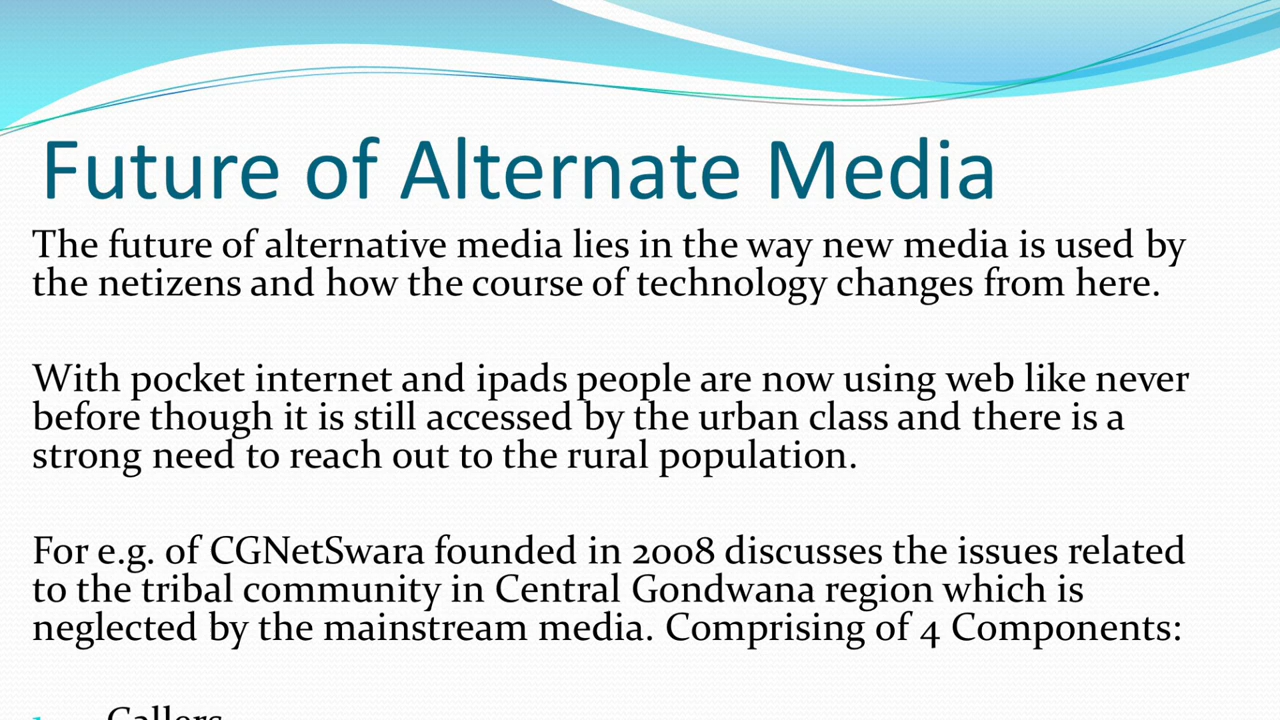 Future of Alternate Media
The future of alternative media lies in the way new media is used by
the netizens and how the course of technology changes from here.
With pocket internet and ipads people are now using web like never
before though it is still accessed by the urban class and there is a
strong need to reach out to the rural population.
For e.g. of CGNetSwara founded in 2008 discusses the issues related
to the tribal community in Central Gondwana region which is
neglected by the mainstream media. Comprising of 4 Components:
1. Callers